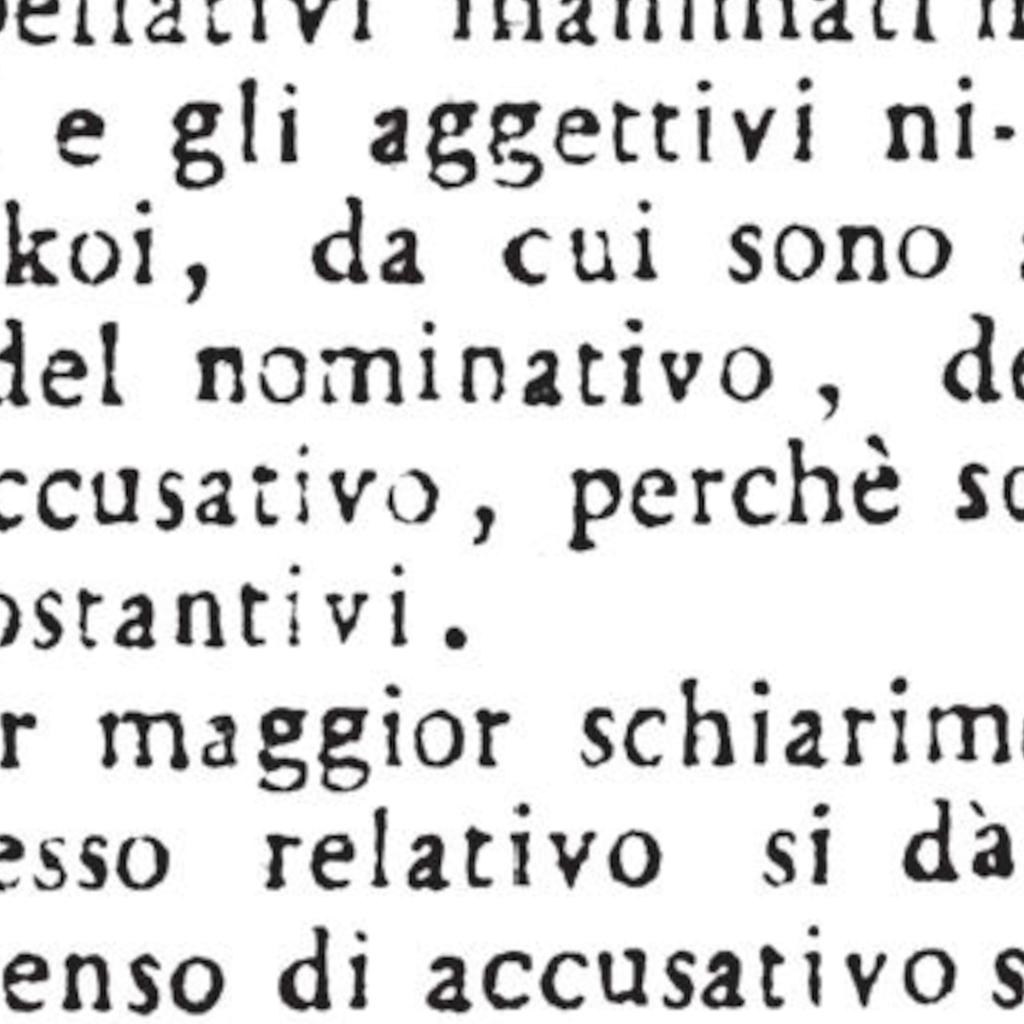 pellativi inanimati
e gli aggettivi ni-
koi, da cui sono
del nominativo, de
ccusativo, perchè so
ostantivi.
r maggior schiarime
esso relativo si dà
enso di accusativo s